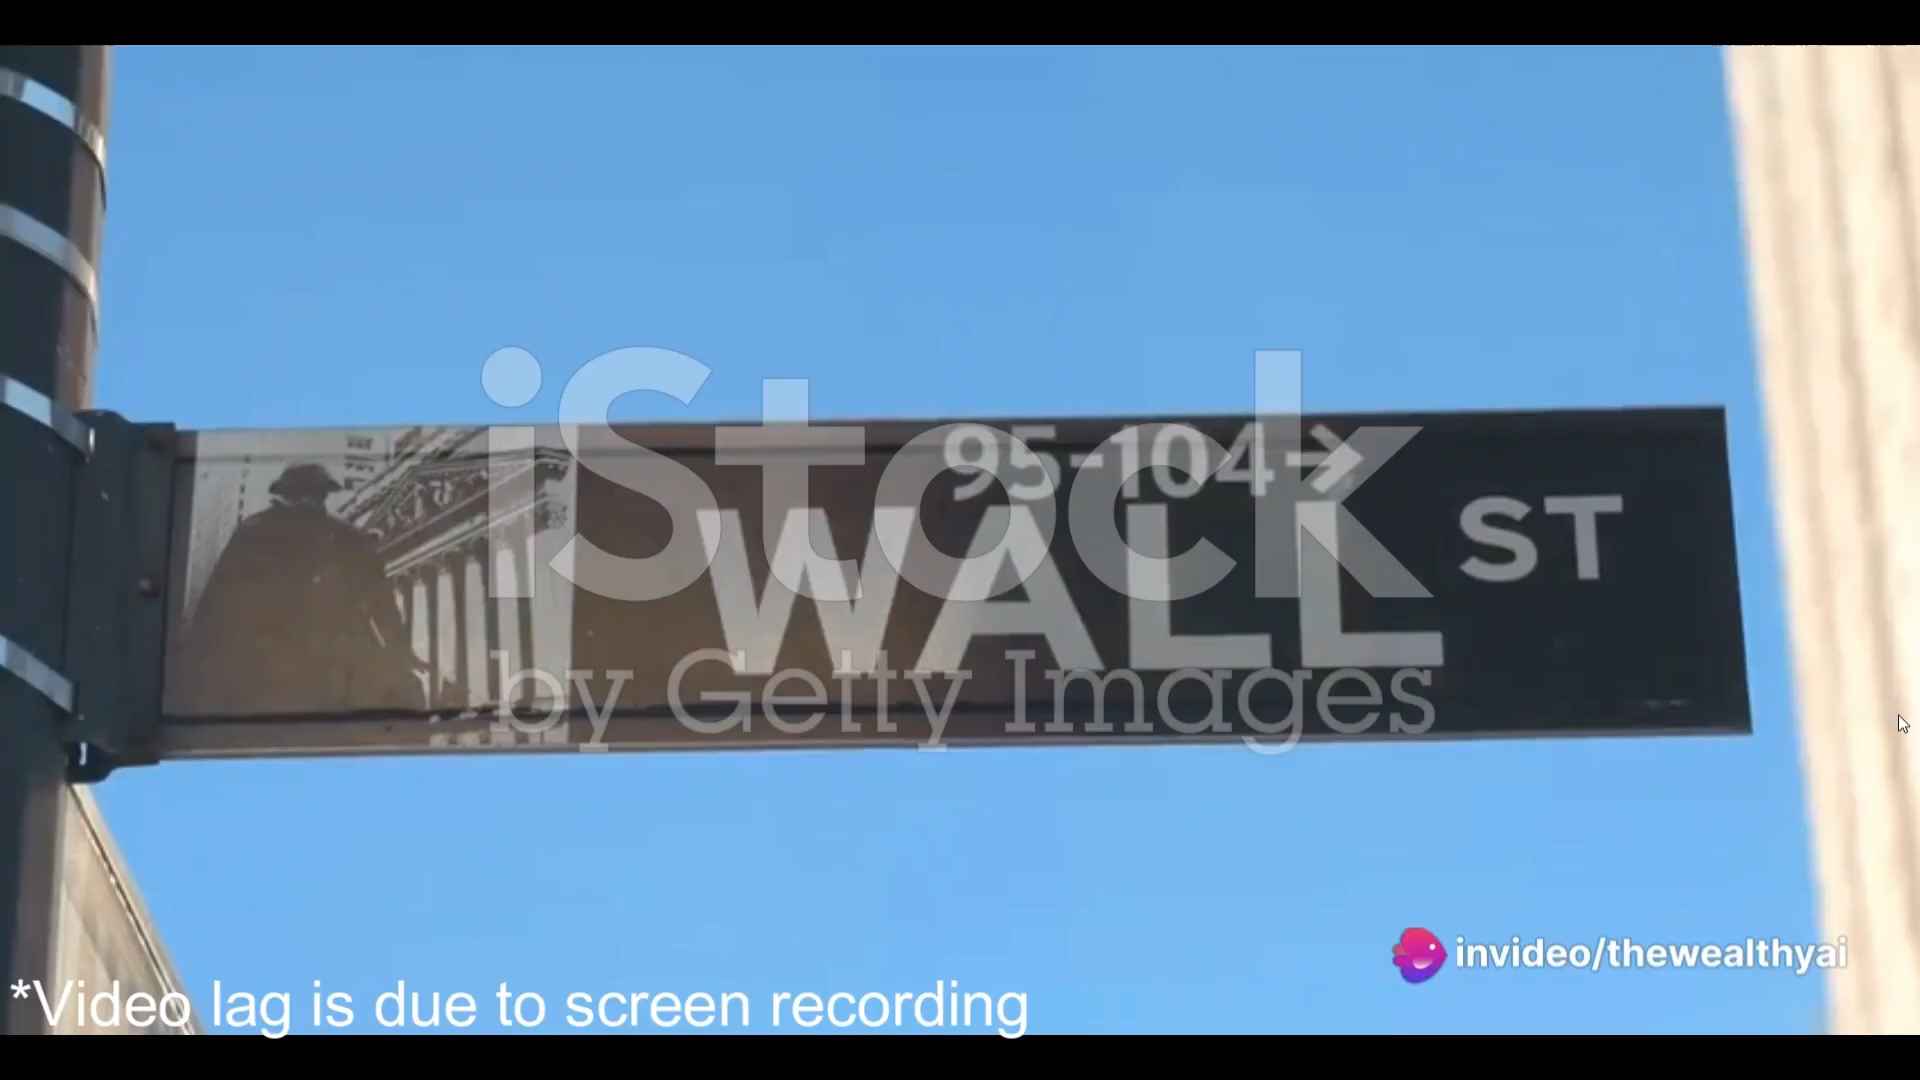 95-104→
WALL ST
iStock
by Getty Images
invideo/thewealthyai
*Video lag is due to screen recording